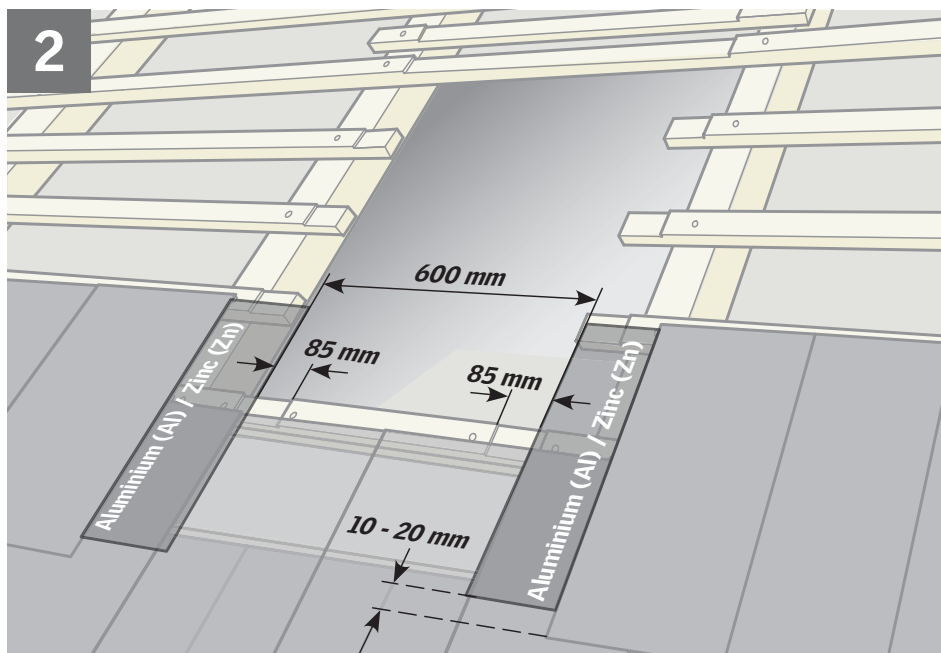 2
600 mm
85 mm
85 mm
10 - 20 mm
Aluminium (Al) / Zinc (Zn)
Aluminium (Al) / Zinc (Zn)